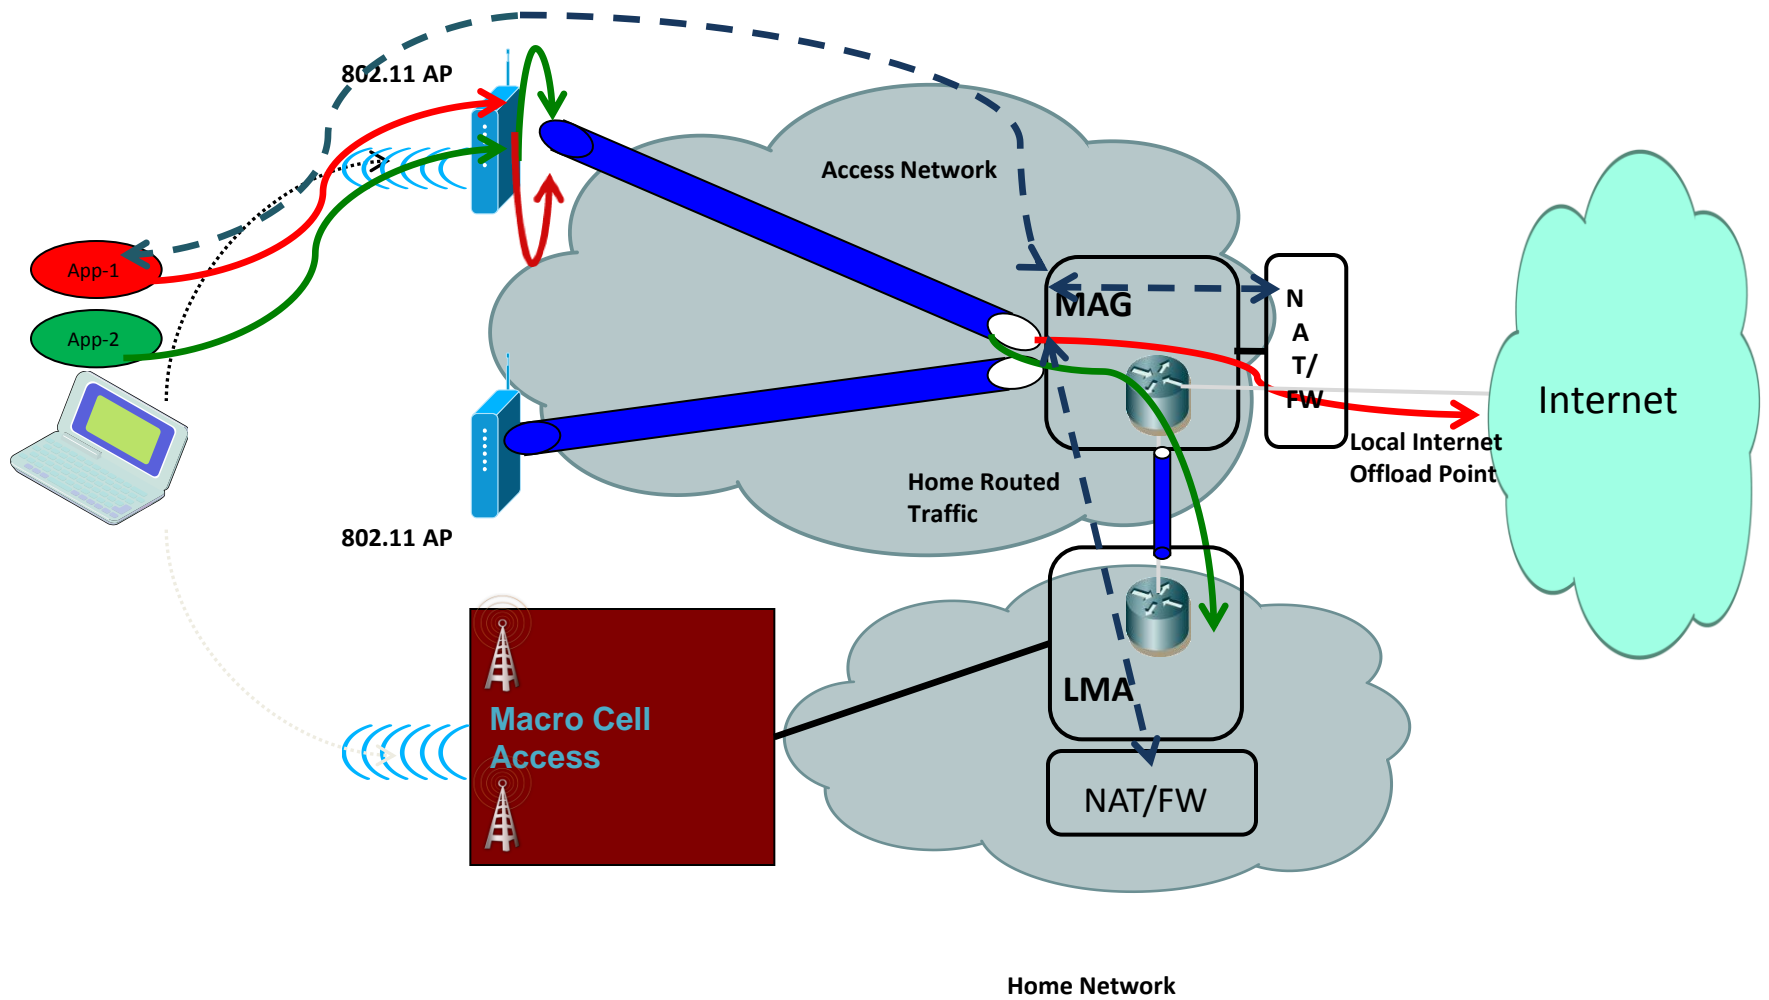 802.11 AP
Access Network
App-1
App-2
MAG
N
A
T/
FW
Internet
Local Internet
Offload Point
Home Routed
Traffic
802.11 AP
LMA
Macro Cell
Access
NAT/FW
Home Network